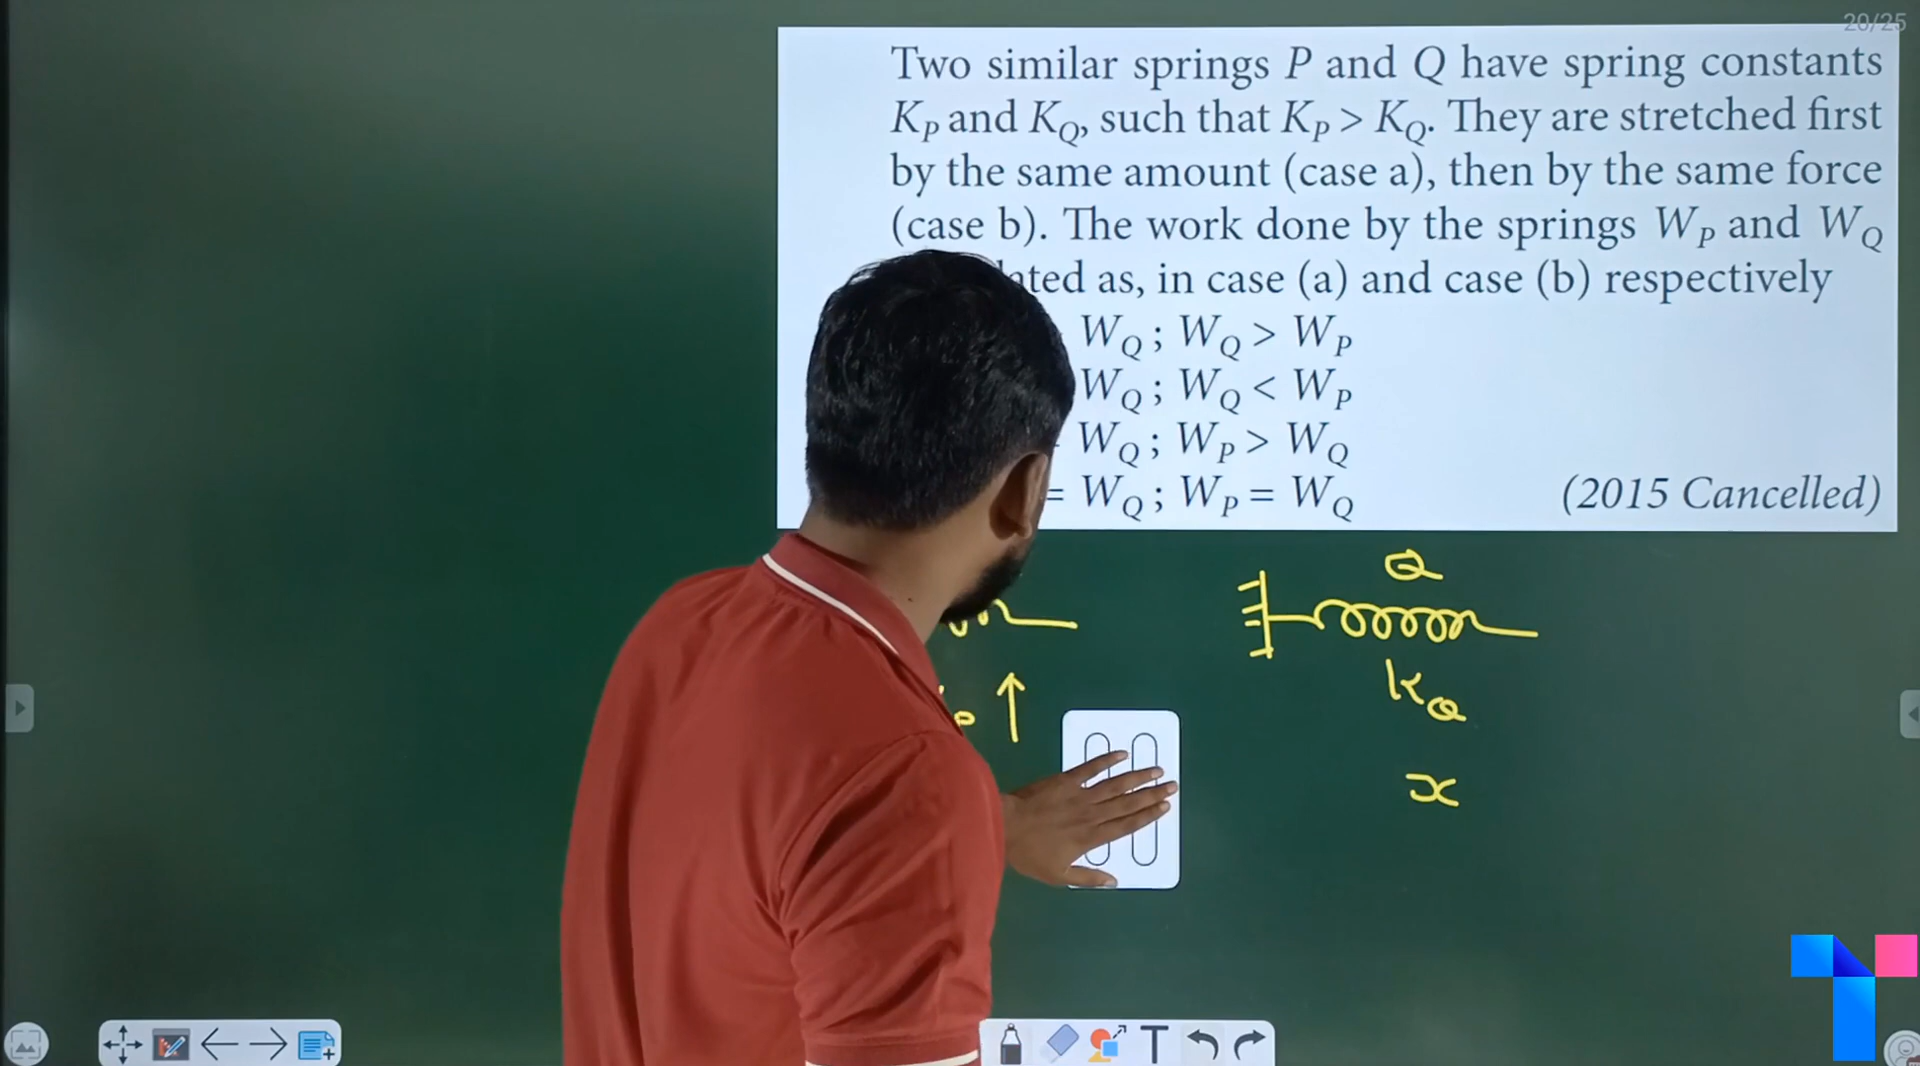 20/25
Two similar springs P and Q have spring constants
K_P and K_Q, such that K_P > K_Q. They are stretched first
by the same amount (case a), then by the same force
(case b). The work done by the springs W_P and W_Q
as, in case (a) and case (b) respectively
W_Q ; W_Q > W_P
W_Q ; W_Q < W_P
W_Q ; W_P > W_Q
= W_Q ; W_P = W_Q (2015 Cancelled)
Q
K_Q
x
T